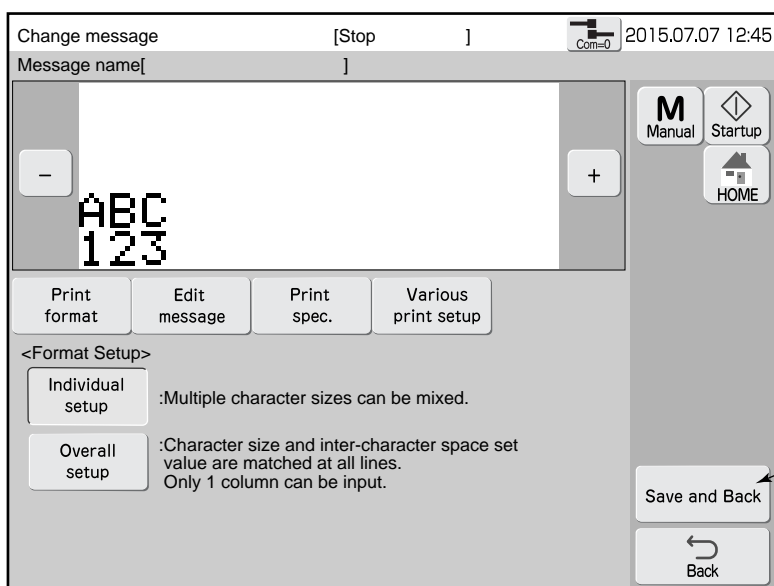 Change message [Stop ] Com=0 2015.07.07 12:45
Message name[ ]
M
Manual
Startup
HOME
-
+
ABC
123
Print format
Edit message
Print spec.
Various print setup
<Format Setup>
Individual setup
:Multiple character sizes can be mixed.
Overall setup
:Character size and inter-character space set
value are matched at all lines.
Only 1 column can be input.
Save and Back
Back